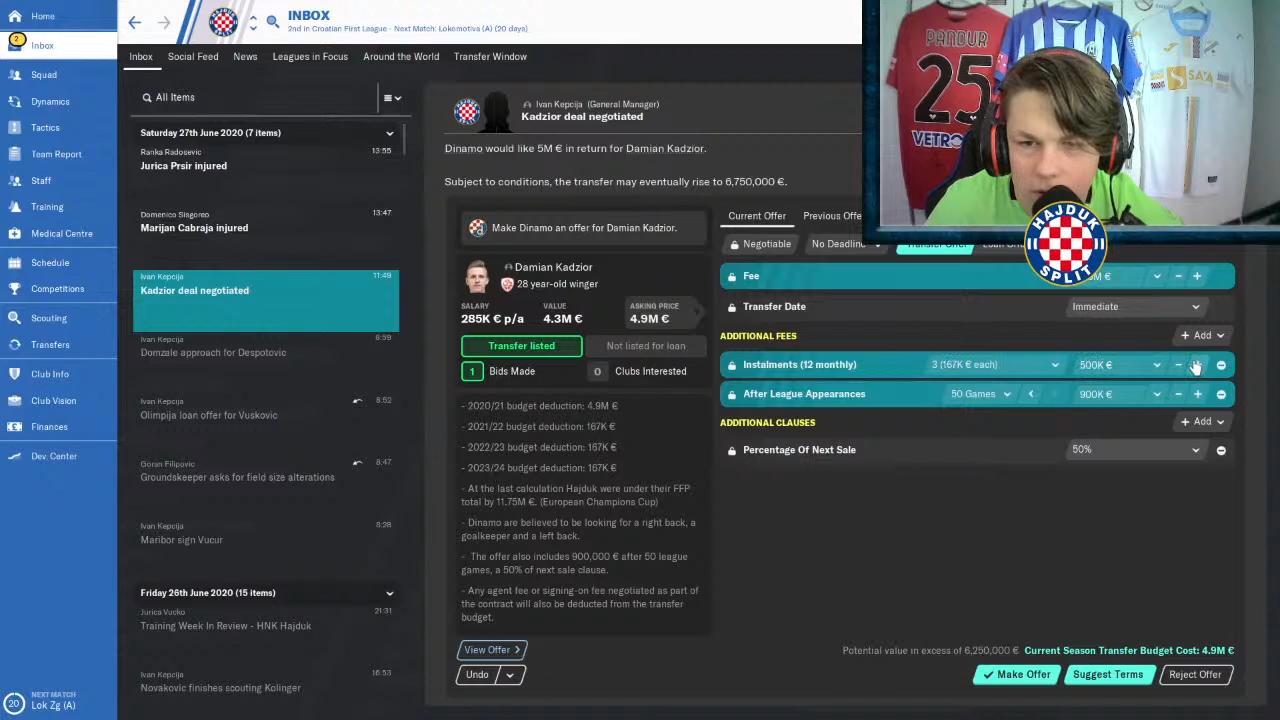 Home
2
Inbox
Squad
Dynamics
Tactics
Team Report
Staff
Training
Medical Centre
Schedule
Competitions
Scouting
Transfers
Club Info
Club Vision
Finances
Dev. Center
20
NEXT MATCH
Lok Zg (A)
INBOX
2nd in Croatian First League - Next Match: Lokomotiva (A) (20 days)
Inbox
Social Feed
News
Leagues in Focus
Around the World
Transfer Window
All Items
Saturday 27th June 2020 (7 items)
Ranka Radosevic
13:55
Jurica Prsir injured
Domenico Sisgoreo
13:47
Marijan Cabraja injured
Ivan Kepcija
11:49
Kadzior deal negotiated
Ivan Kepcija
8:59
Domzale approach for Despotovic
Ivan Kepcija
8:52
Olimpija loan offer for Vuskovic
Goran Filipovic
8:47
Groundskeeper asks for field size alterations
Ivan Kepcija
8:28
Maribor sign Vucur
Friday 26th June 2020 (15 items)
Jurica Vucko
21:31
Training Week In Review - HNK Hajduk
Ivan Kepcija
16:53
Novakovic finishes scouting Kolinger
Ivan Kepcija (General Manager)
Kadzior deal negotiated
Dinamo would like 5M € in return for Damian Kadzior.
Subject to conditions, the transfer may eventually rise to 6,750,000 €.
Make Dinamo an offer for Damian Kadzior.
Damian Kadzior
28 year-old winger
SALARY
285K € p/a
VALUE
4.3M €
ASKING PRICE
4.9M €
Transfer listed
Not listed for loan
1 Bids Made
0 Clubs Interested
- 2020/21 budget deduction: 4.9M €
- 2021/22 budget deduction: 167K €
- 2022/23 budget deduction: 167K €
- 2023/24 budget deduction: 167K €
- At the last calculation Hajduk were under their FFP
total by 11.75M €. (European Champions Cup)
- Dinamo are believed to be looking for a right back, a
goalkeeper and a left back.
- The offer also includes 900,000 € after 50 league
games, a 50% of next sale clause.
- Any agent fee or signing-on fee negotiated as part of
the contract will also be deducted from the transfer
budget.
View Offer
Undo
Current Offer
Previous Offe
Negotiable
No Deadline
Transfer Offer
Fee
Transfer Date
Immediate
ADDITIONAL FEES
+ Add
Instalments (12 monthly)
3 (167K € each)
500K €
After League Appearances
50 Games
900K €
ADDITIONAL CLAUSES
+ Add
Percentage Of Next Sale
50%
Potential value in excess of 6,250,000 € Current Season Transfer Budget Cost: 4.9M €
Make Offer
Suggest Terms
Reject Offer
PANDUR
25
VETRO
HAJDUK
SPLIT